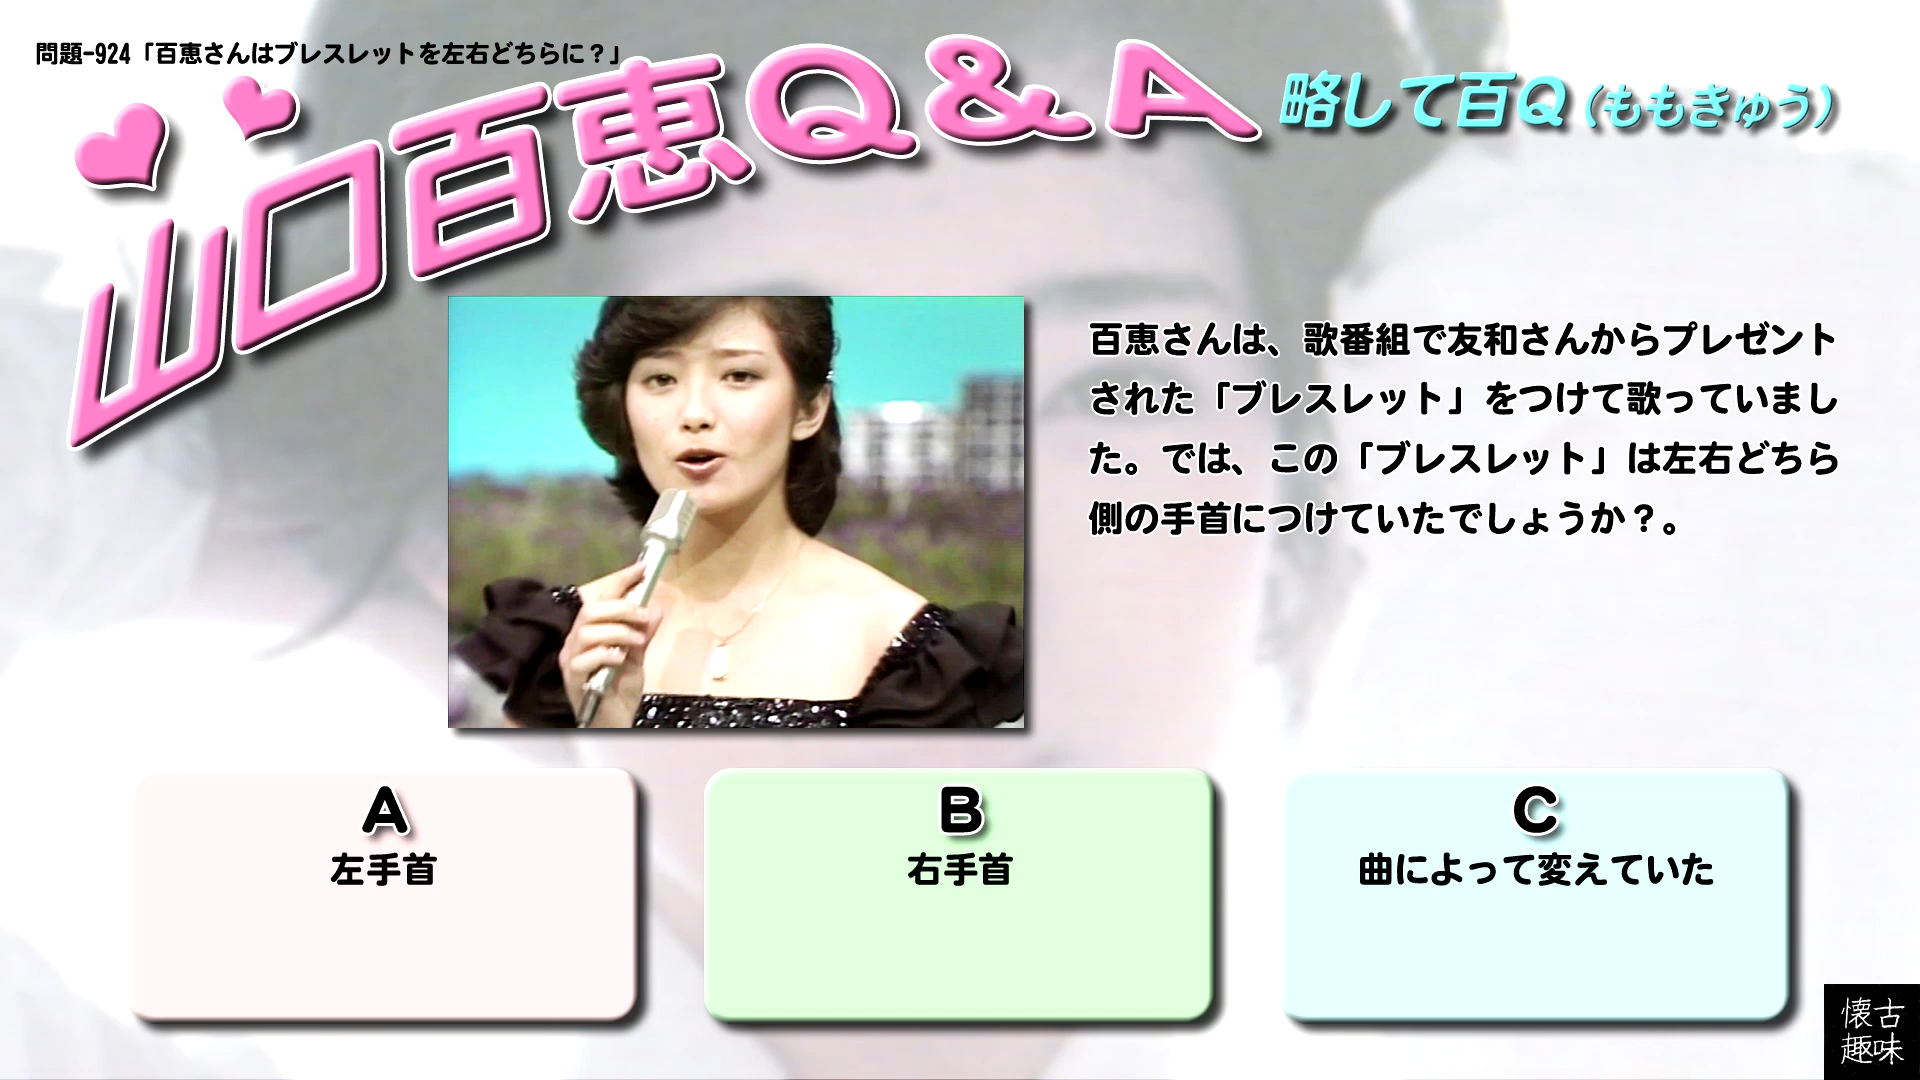 問題-924「百恵さんはブレスレットを左右どちらに？」
山口百恵Q&A
略して百Q（ももきゅう）
百恵さんは、歌番組で友和さんからプレゼント
された「ブレスレット」をつけて歌っていまし
た。では、この「ブレスレット」は左右どちら
側の手首につけていたでしょうか？。
A
左手首
B
右手首
C
曲によって変えていた
懐古
趣味